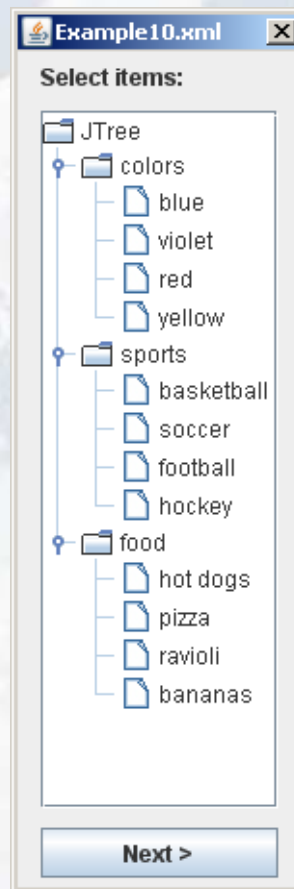 Example10.xml
Select items:
JTree
colors
blue
violet
red
yellow
sports
basketball
soccer
football
hockey
food
hot dogs
pizza
ravioli
bananas
Next >